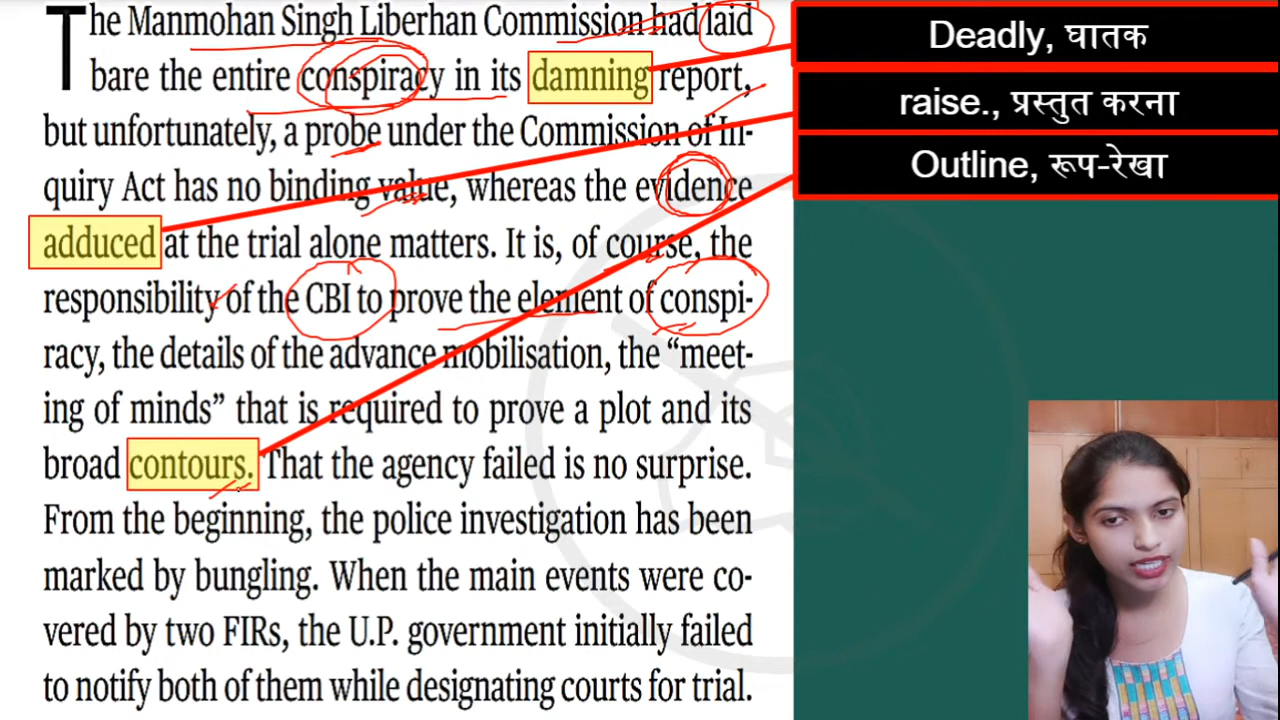 The Manmohan Singh Liberhan Commission had laid
bare the entire conspiracy in its damning report,
but unfortunately, a probe under the Commission of In-
quiry Act has no binding value, whereas the evidence
adduced at the trial alone matters. It is, of course, the
responsibility of the CBI to prove the element of conspi-
racy, the details of the advance mobilisation, the “meet-
ing of minds” that is required to prove a plot and its
broad contours. That the agency failed is no surprise.
From the beginning, the police investigation has been
marked by bungling. When the main events were co-
vered by two FIRs, the U.P. government initially failed
to notify both of them while designating courts for trial.
Deadly, घातक
raise., प्रस्तुत करना
Outline, रूप-रेखा